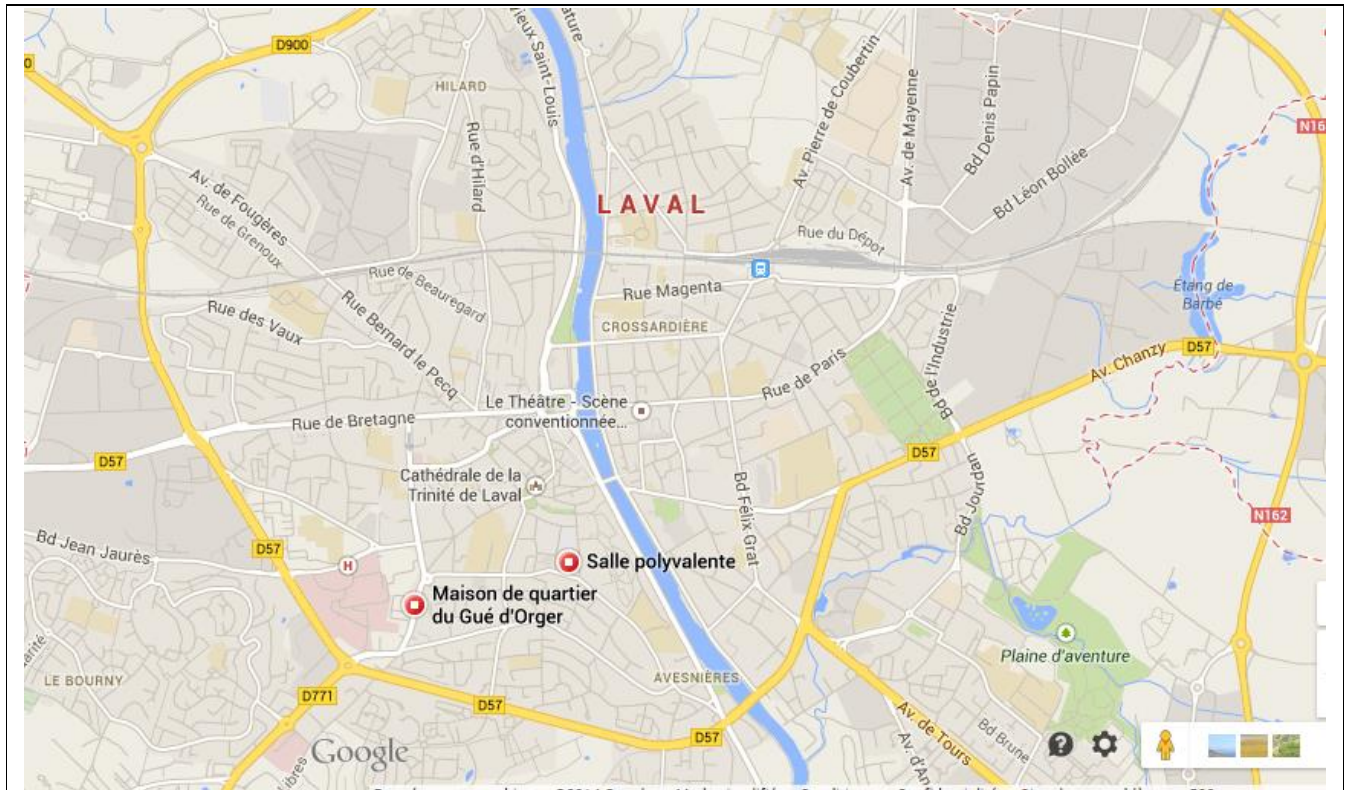 D900
0
HILARD
Vieux-Saint-Louis
Rue d'Hilard
Av. Pierre de Coubertin
Av. de Mayenne
Bd Denis Papin
Bd Léon Bollée
N16
Av. de Fougères
Rue de Grenoux
LAVAL
Rue du Dépôt
Rue de Beauregard
Rue Magenta
Étang de
Barbé
Rue des Vaux
Rue Bernard le Pecq
CROSSARDIÈRE
Rue de Paris
Bd de l'Industrie
Av. Chanzy
D57
Le Théâtre - Scène
conventionnée...
Rue de Bretagne
D57
D57
Cathédrale de la
Trinité de Laval
Bd Félix Grat
Bd Jourdan
N162
Bd Jean Jaurès
D57
H
Salle polyvalente
Maison de quartier
du Gué d'Orger
Plaine d'aventure
LE BOURNY
AVESNIÈRES
D771
D57
D57
Av. de Tours
Bd Brune
Google